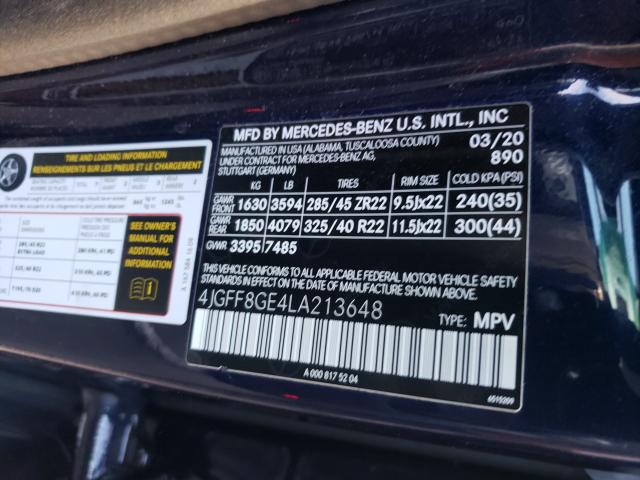 MFD BY MERCEDES-BENZ U.S. INTL., INC
MANUFACTURED IN USA (ALABAMA, TUSCALOOSA COUNTY) 03/20
UNDER CONTRACT FOR MERCEDES-BENZ AG, 890
STUTTGART (GERMANY)
KG LB TIRES RIM SIZE COLD KPA (PSI)
GAWR FRONT 1630 3594 285/45 ZR22 9.5Jx22 240(35)
GAWR REAR 1850 4079 325/40 R22 11.5Jx22 300(44)
GVWR 3395 7485
THIS VEHICLE CONFORMS TO ALL APPLICABLE FEDERAL MOTOR VEHICLE
SAFETY STANDARDS IN EFFECT ON THE DATE OF MANUFACTURE SHOWN ABOVE.
4JGFF8GE4LA213648 TYPE: MPV
A 000 817 52 04
6515209
TIRE AND LOADING INFORMATION
RENSEIGNEMENTS SUR LES PNEUS ET LE CHARGEMENT
SEE OWNER'S
MANUAL FOR
ADDITIONAL
INFORMATION